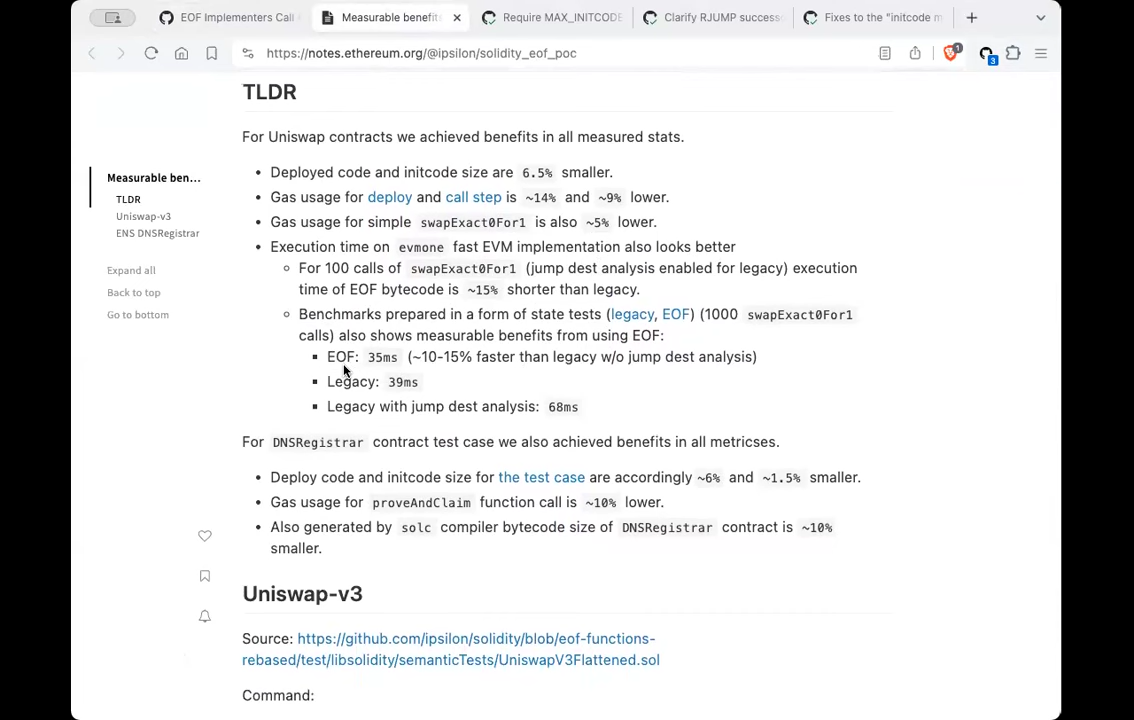 EOF Implementers Call
Measurable benefit
Require MAX_INITCODE
Clarify RJUMP success
Fixes to the "initcode m
https://notes.ethereum.org/@ipsilon/solidity_eof_poc
1
3
TLDR
For Uniswap contracts we achieved benefits in all measured stats.
Measurable ben...
TLDR
Uniswap-v3
ENS DNSRegistrar
Expand all
Back to top
Go to bottom
• Deployed code and initcode size are 6.5% smaller.
• Gas usage for deploy and call step is ~14% and ~9% lower.
• Gas usage for simple swapExact0For1 is also ~5% lower.
• Execution time on evmone fast EVM implementation also looks better
◦ For 100 calls of swapExact0For1 (jump dest analysis enabled for legacy) execution
time of EOF bytecode is ~15% shorter than legacy.
◦ Benchmarks prepared in a form of state tests (legacy, EOF) (1000 swapExact0For1
calls) also shows measurable benefits from using EOF:
▪ EOF: 35ms (~10-15% faster than legacy w/o jump dest analysis)
▪ Legacy: 39ms
▪ Legacy with jump dest analysis: 68ms
For DNSRegistrar contract test case we also achieved benefits in all metricses.
• Deploy code and initcode size for the test case are accordingly ~6% and ~1.5% smaller.
• Gas usage for proveAndClaim function call is ~10% lower.
• Also generated by solc compiler bytecode size of DNSRegistrar contract is ~10%
smaller.
Uniswap-v3
Source: https://github.com/ipsilon/solidity/blob/eof-functions-
rebased/test/libsolidity/semanticTests/UniswapV3Flattened.sol
Command: